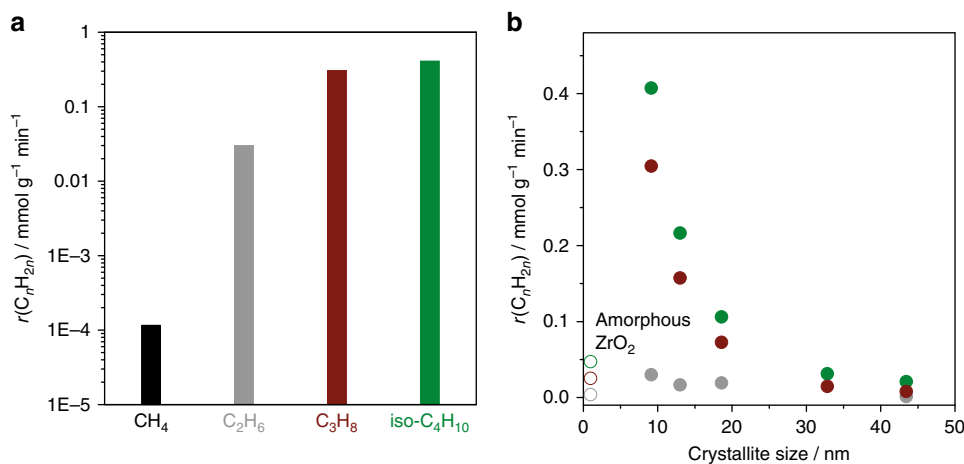 a
r(CₙH₂ₙ) / mmol g⁻¹ min⁻¹
1
0.1
0.01
1E–3
1E–4
1E–5
CH₄
C₂H₆
C₃H₈
iso-C₄H₁₀
b
r(CₙH₂ₙ) / mmol g⁻¹ min⁻¹
0.4
0.3
0.2
0.1
0.0
Amorphous
ZrO₂
0 10 20 30 40 50
Crystallite size / nm